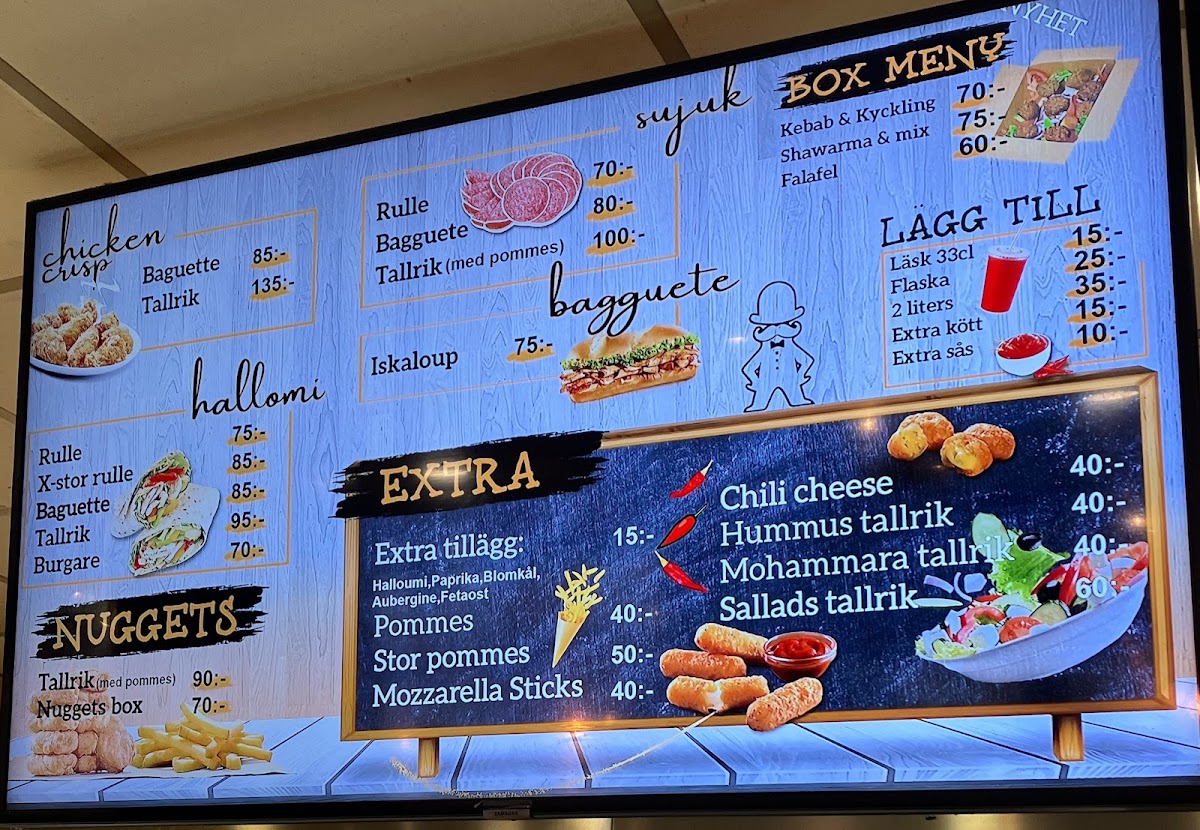 chicken
crisp
Baguette 85:-
Tallrik 135:-
hallomi
Rulle 75:-
X-stor rulle 85:-
Baguette 85:-
Tallrik 95:-
Burgare 70:-
NUGGETS
Tallrik (med pommes) 90:-
Nuggets box 70:-
sujuk
Rulle 70:-
Bagguete 80:-
Tallrik (med pommes) 100:-
bagguete
Iskaloup 75:-
NYHET
BOX MENY
Kebab & Kyckling 70:-
Shawarma & mix 75:-
Falafel 60:-
LÄGG TILL
Läsk 33cl 15:-
Flaska 25:-
2 liters 35:-
Extra kött 15:-
Extra sås 10:-
EXTRA
Extra tillägg: 15:-
Halloumi,Paprika,Blomkål,
Aubergine,Fetaost
Pommes 40:-
Stor pommes 50:-
Mozzarella Sticks 40:-
Chili cheese 40:-
Hummus tallrik 40:-
Mohammara tallrik 40:-
Sallads tallrik 60:-
SAMSUNG